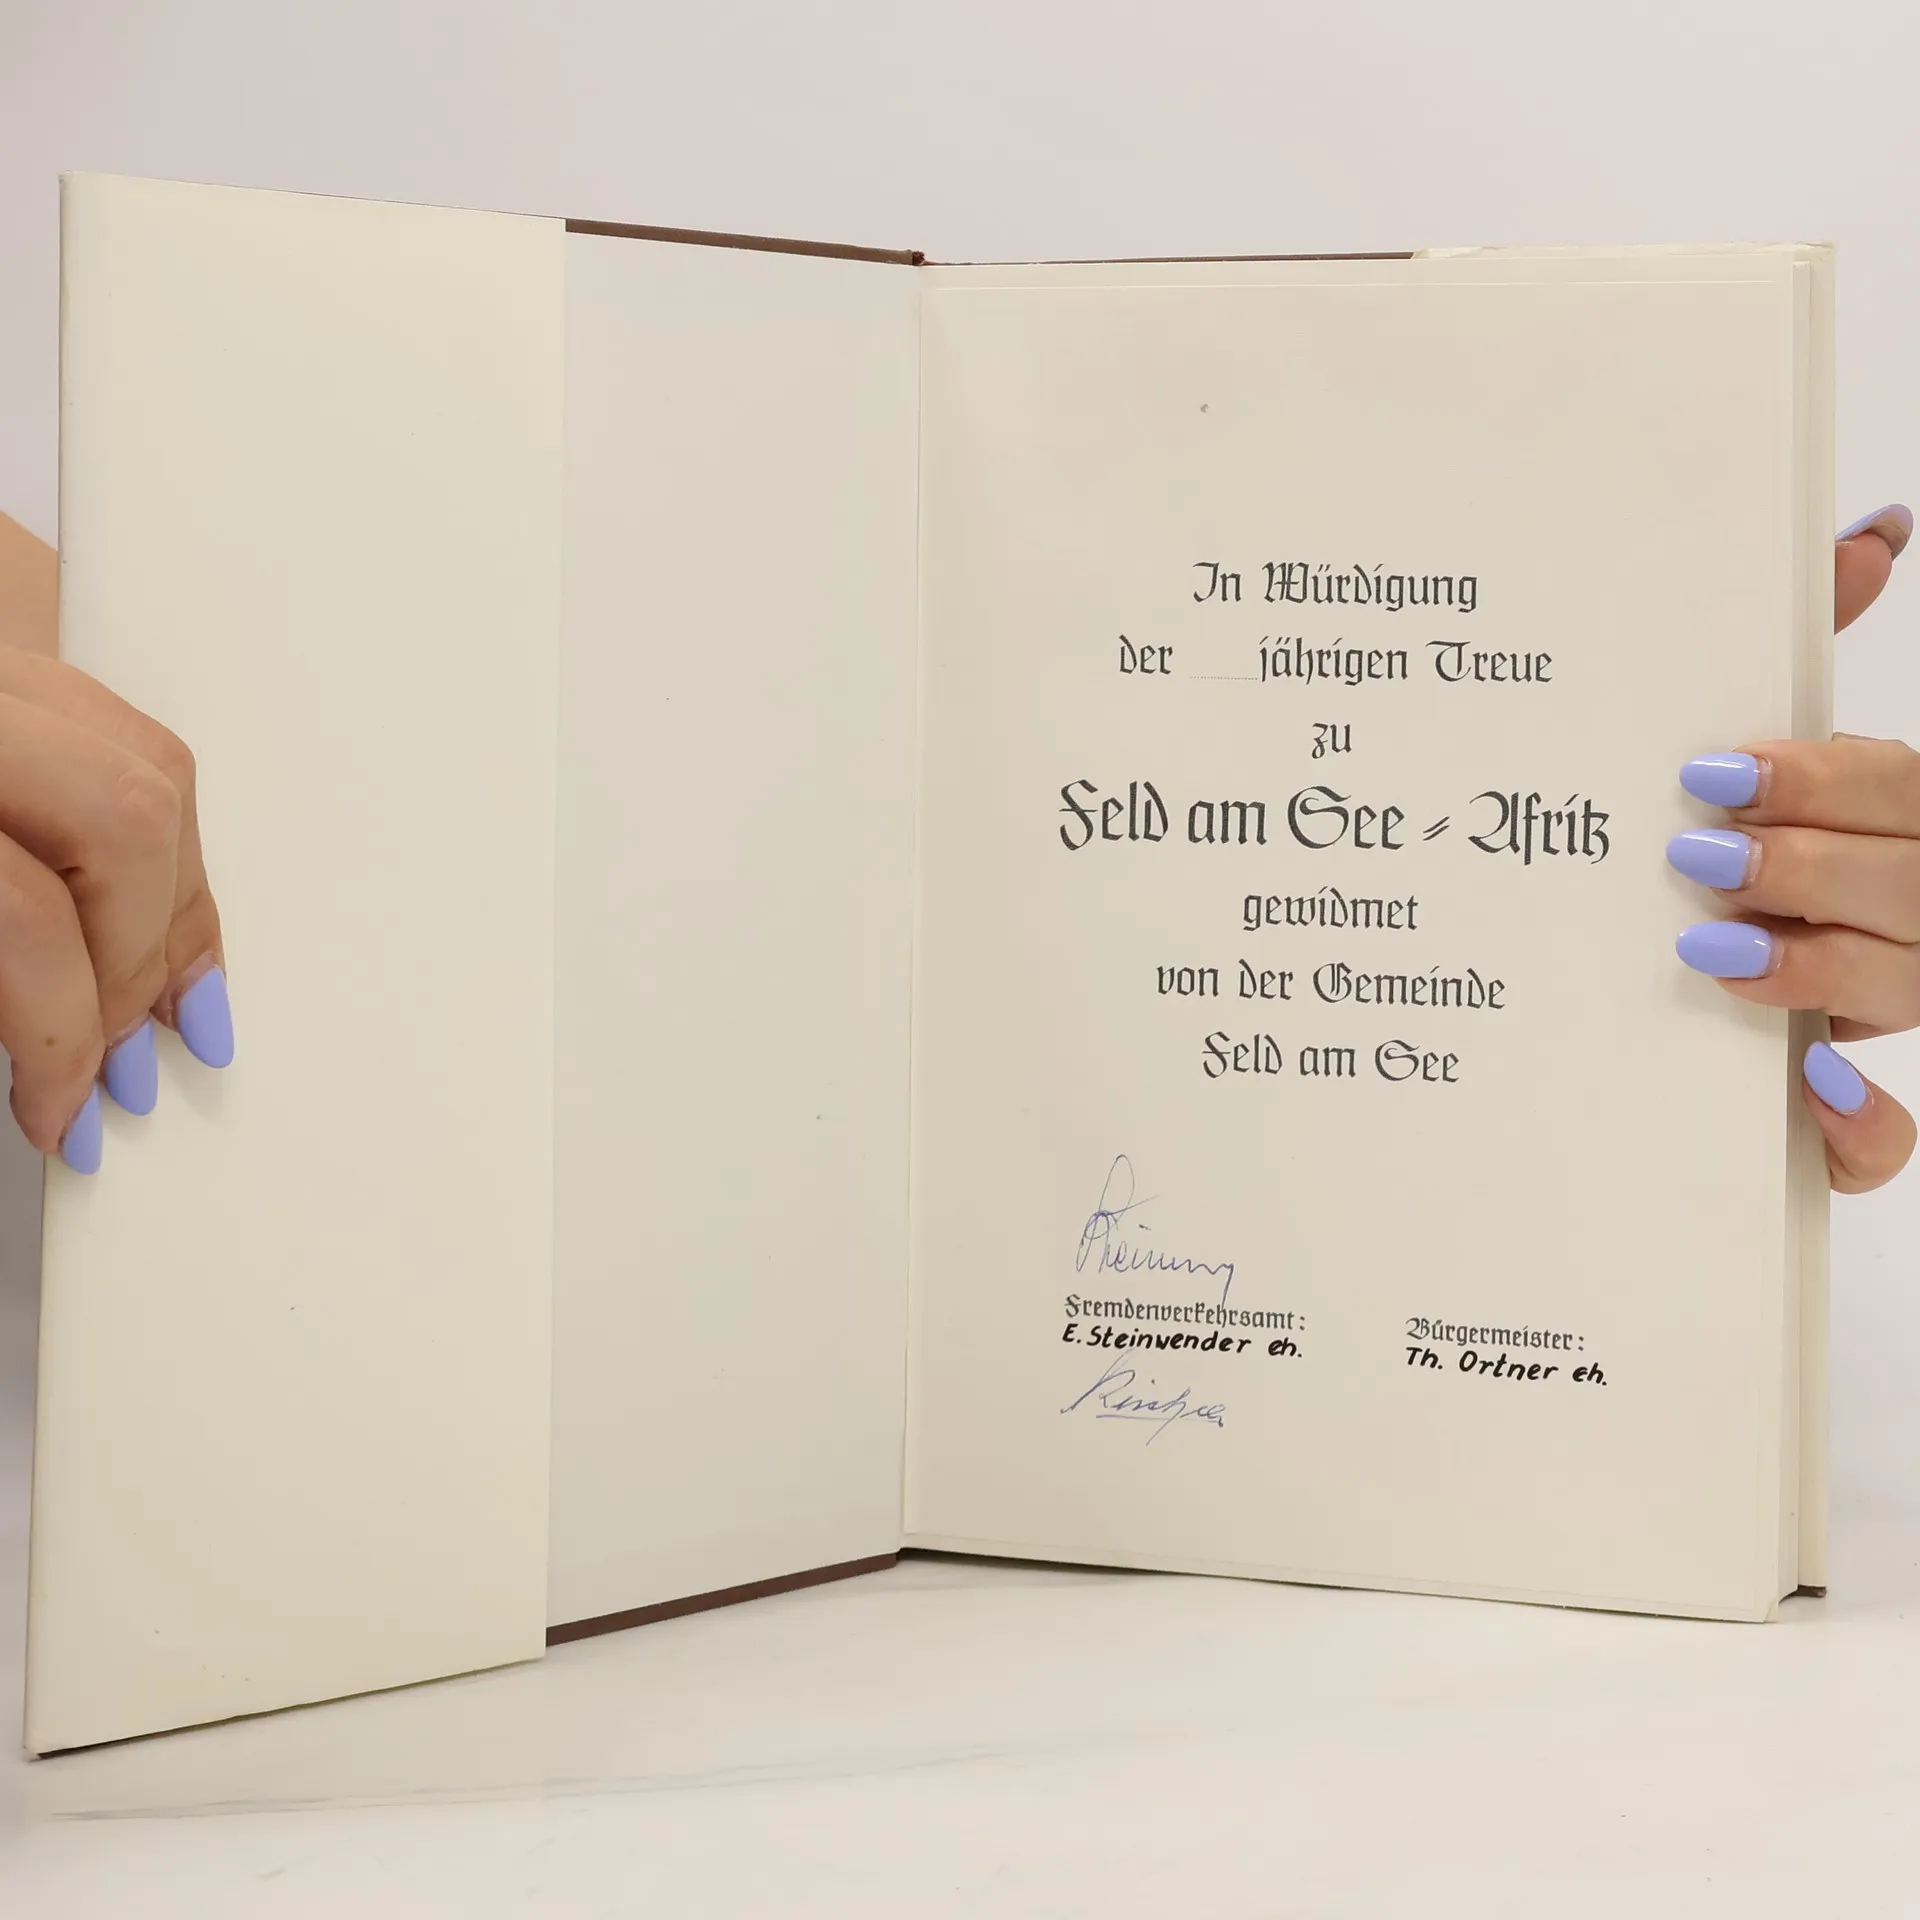 In Würdigung
der ........ jährigen Treue
zu
Feld am See - Afritz
gewidmet
von der Gemeinde
Feld am See
Fremdenverkehrsamt:
E. Steinwender eh.
Bürgermeister:
Th. Ortner eh.